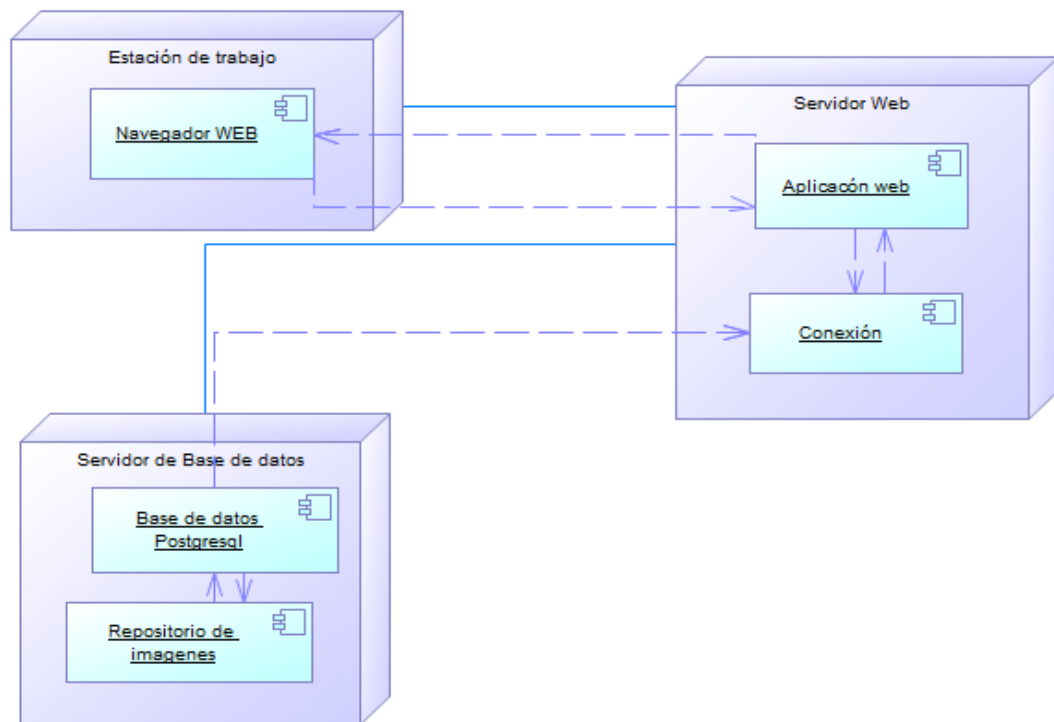 Estación de trabajo
Navegador WEB
Servidor Web
Aplicacón web
Conexión
Servidor de Base de datos
Base de datos
Postgresql
Repositorio de
imagenes